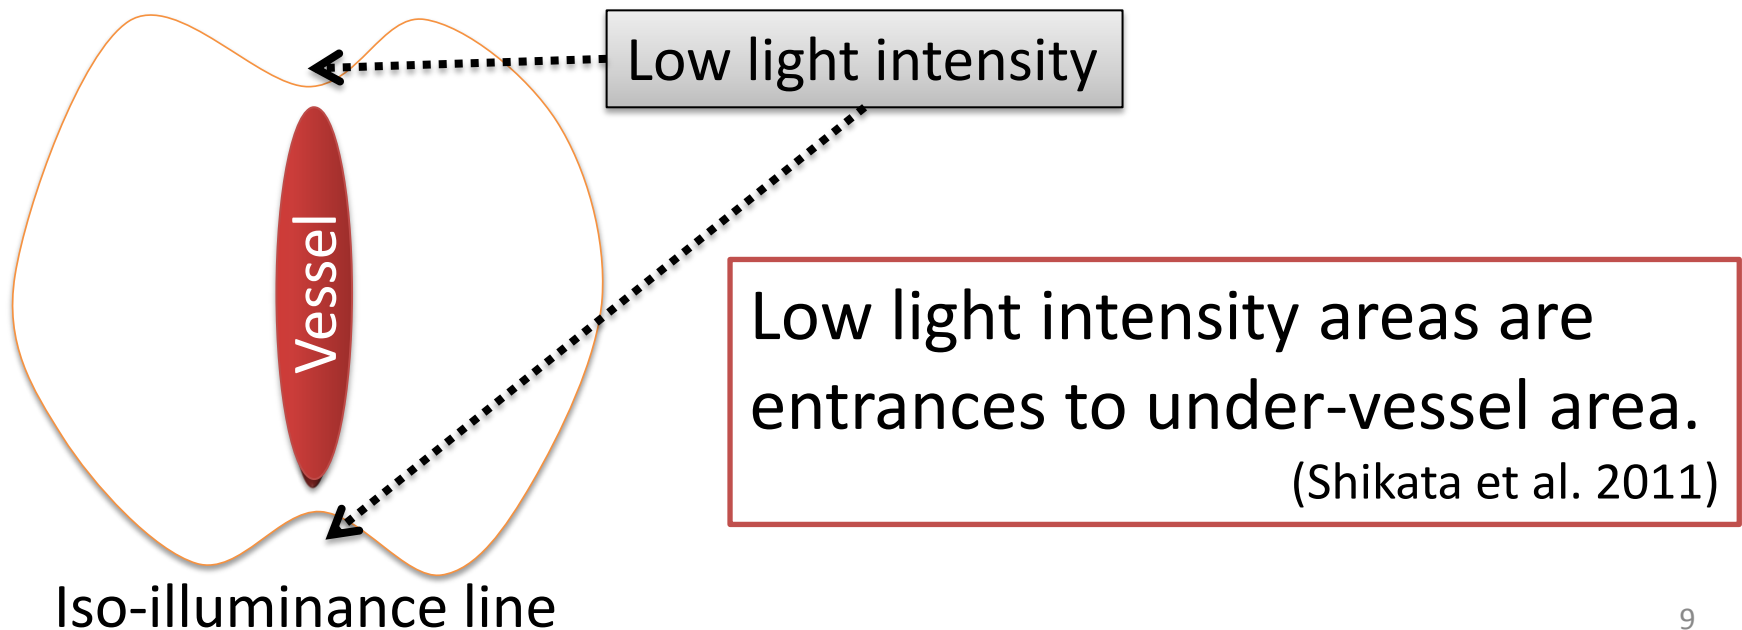 Low light intensity
Vessel
Low light intensity areas are
entrances to under-vessel area.
(Shikata et al. 2011)
Iso-illuminance line
9